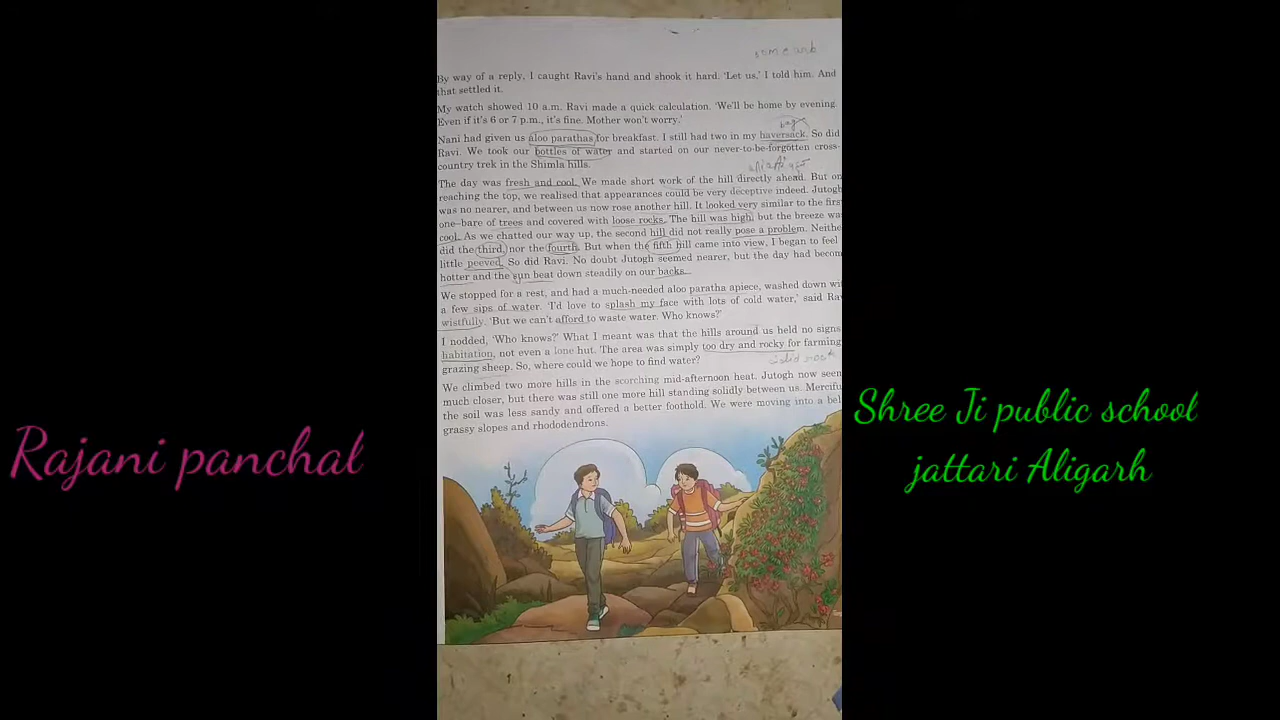 By way of a reply, I caught Ravi's hand and shook it hard. 'Let us,' I told him. And
that settled it.
My watch showed 10 a.m. Ravi made a quick calculation. 'We'll be home by evening.
Even if it's 6 or 7 p.m., it's fine. Mother won't worry.'
bag
Nani had given us aloo parathas for breakfast. I still had two in my haversack. So did
Ravi. We took our bottles of water and started on our never-to-be-forgotten cross-
country trek in the Shimla hills.
The day was fresh and cool. We made short work of the hill directly ahead. But on
reaching the top, we realised that appearances could be very deceptive indeed. Jutogh
was no nearer, and between us now rose another hill. It looked very similar to the first
one–bare of trees and covered with loose rocks. The hill was high, but the breeze wa
cool. As we chatted our way up, the second hill did not really pose a problem. Neithe
did the third, nor the fourth. But when the fifth hill came into view, I began to feel
little peeved. So did Ravi. No doubt Jutogh seemed nearer, but the day had becom
hotter and the sun beat down steadily on our backs.
We stopped for a rest, and had a much-needed aloo paratha apiece, washed down wi
a few sips of water. 'I'd love to splash my face with lots of cold water,' said Rav
wistfully. 'But we can't afford to waste water. Who knows?'
I nodded, 'Who knows?' What I meant was that the hills around us held no signs
habitation, not even a lone hut. The area was simply too dry and rocky for farming
grazing sheep. So, where could we hope to find water?
We climbed two more hills in the scorching mid-afternoon heat. Jutogh now seem
much closer, but there was still one more hill standing solidly between us. Mercifu
the soil was less sandy and offered a better foothold. We were moving into a bel
grassy slopes and rhododendrons.
Rajani panchal
Shree Ji public school
jattari Aligarh